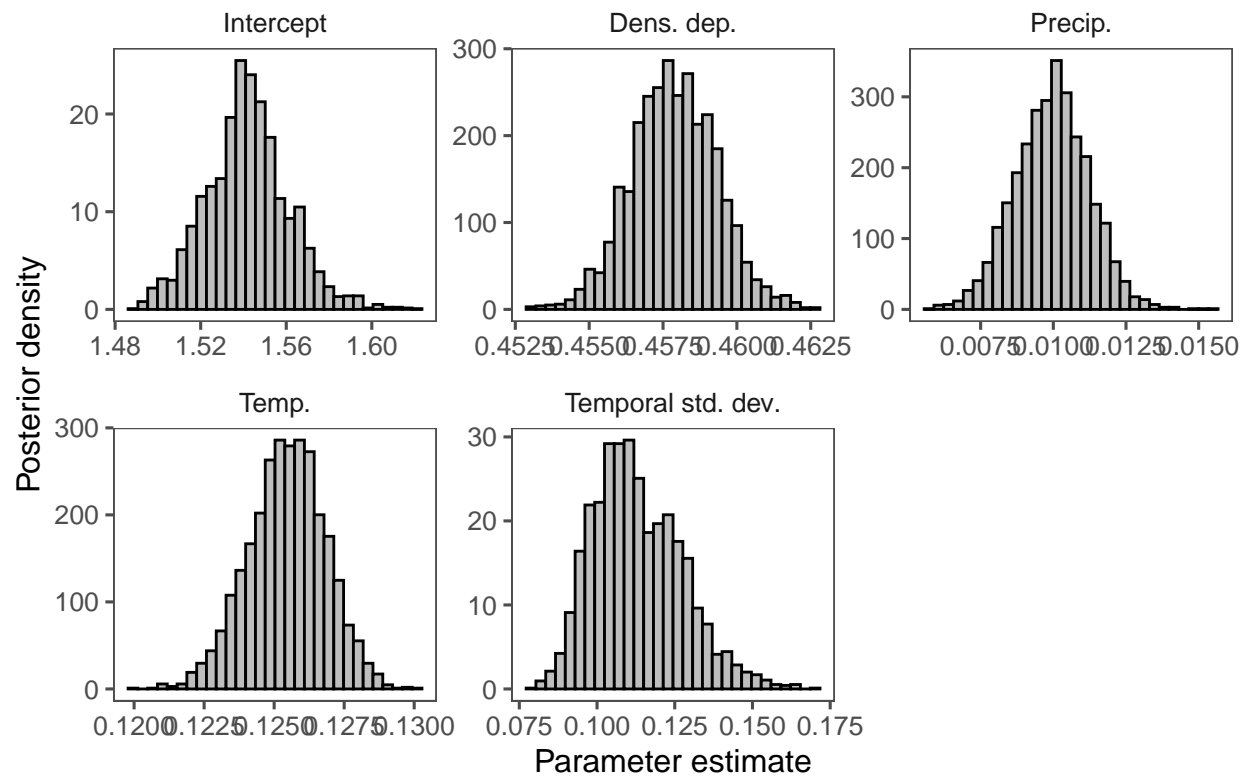 Intercept
Dens. dep.
Precip.
20
10
0
300
200
100
0
300
200
100
0
1.48 1.52 1.56 1.60
0.4525 0.4550 0.4575 0.4600 0.4625
0.0075 0.0100 0.0125 0.0150
Posterior density
Temp.
Temporal std. dev.
300
200
100
0
30
20
10
0
0.1200 0.1225 0.1250 0.1275 0.1300
0.075 0.100 0.125 0.150 0.175
Parameter estimate